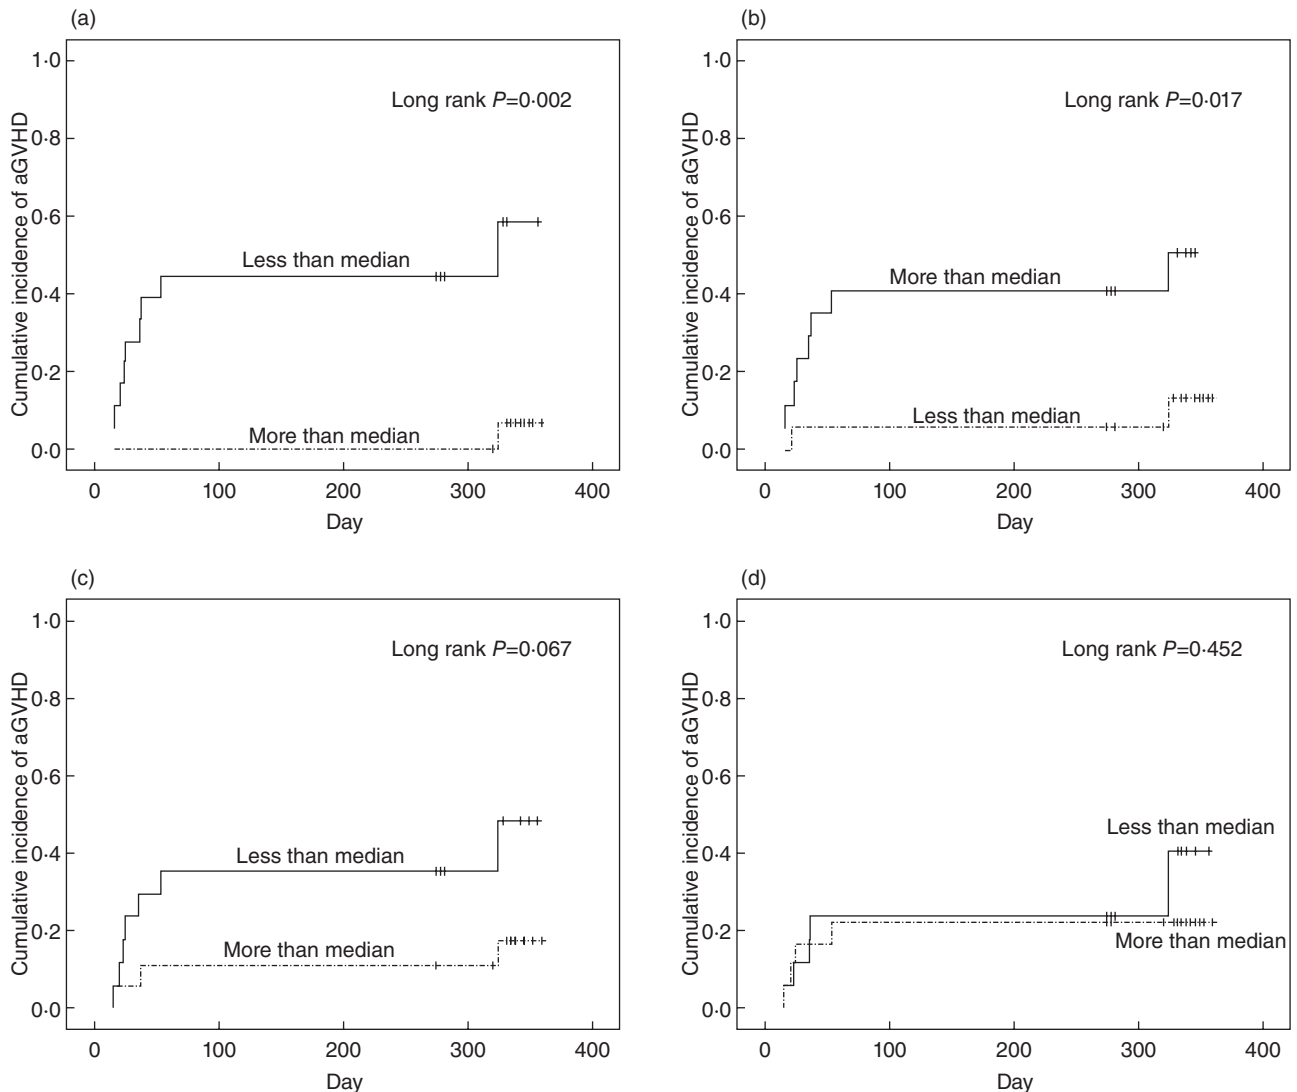 (a)
1·0
0·8
0·6
0·4
0·2
0·0
Cumulative incidence of aGVHD
Long rank P=0·002
Less than median
More than median
0 100 200 300 400
Day
(b)
1·0
0·8
0·6
0·4
0·2
0·0
Cumulative incidence of aGVHD
Long rank P=0·017
More than median
Less than median
0 100 200 300 400
Day
(c)
1·0
0·8
0·6
0·4
0·2
0·0
Cumulative incidence of aGVHD
Long rank P=0·067
Less than median
More than median
0 100 200 300 400
Day
(d)
1·0
0·8
0·6
0·4
0·2
0·0
Cumulative incidence of aGVHD
Long rank P=0·452
Less than median
More than median
0 100 200 300 400
Day